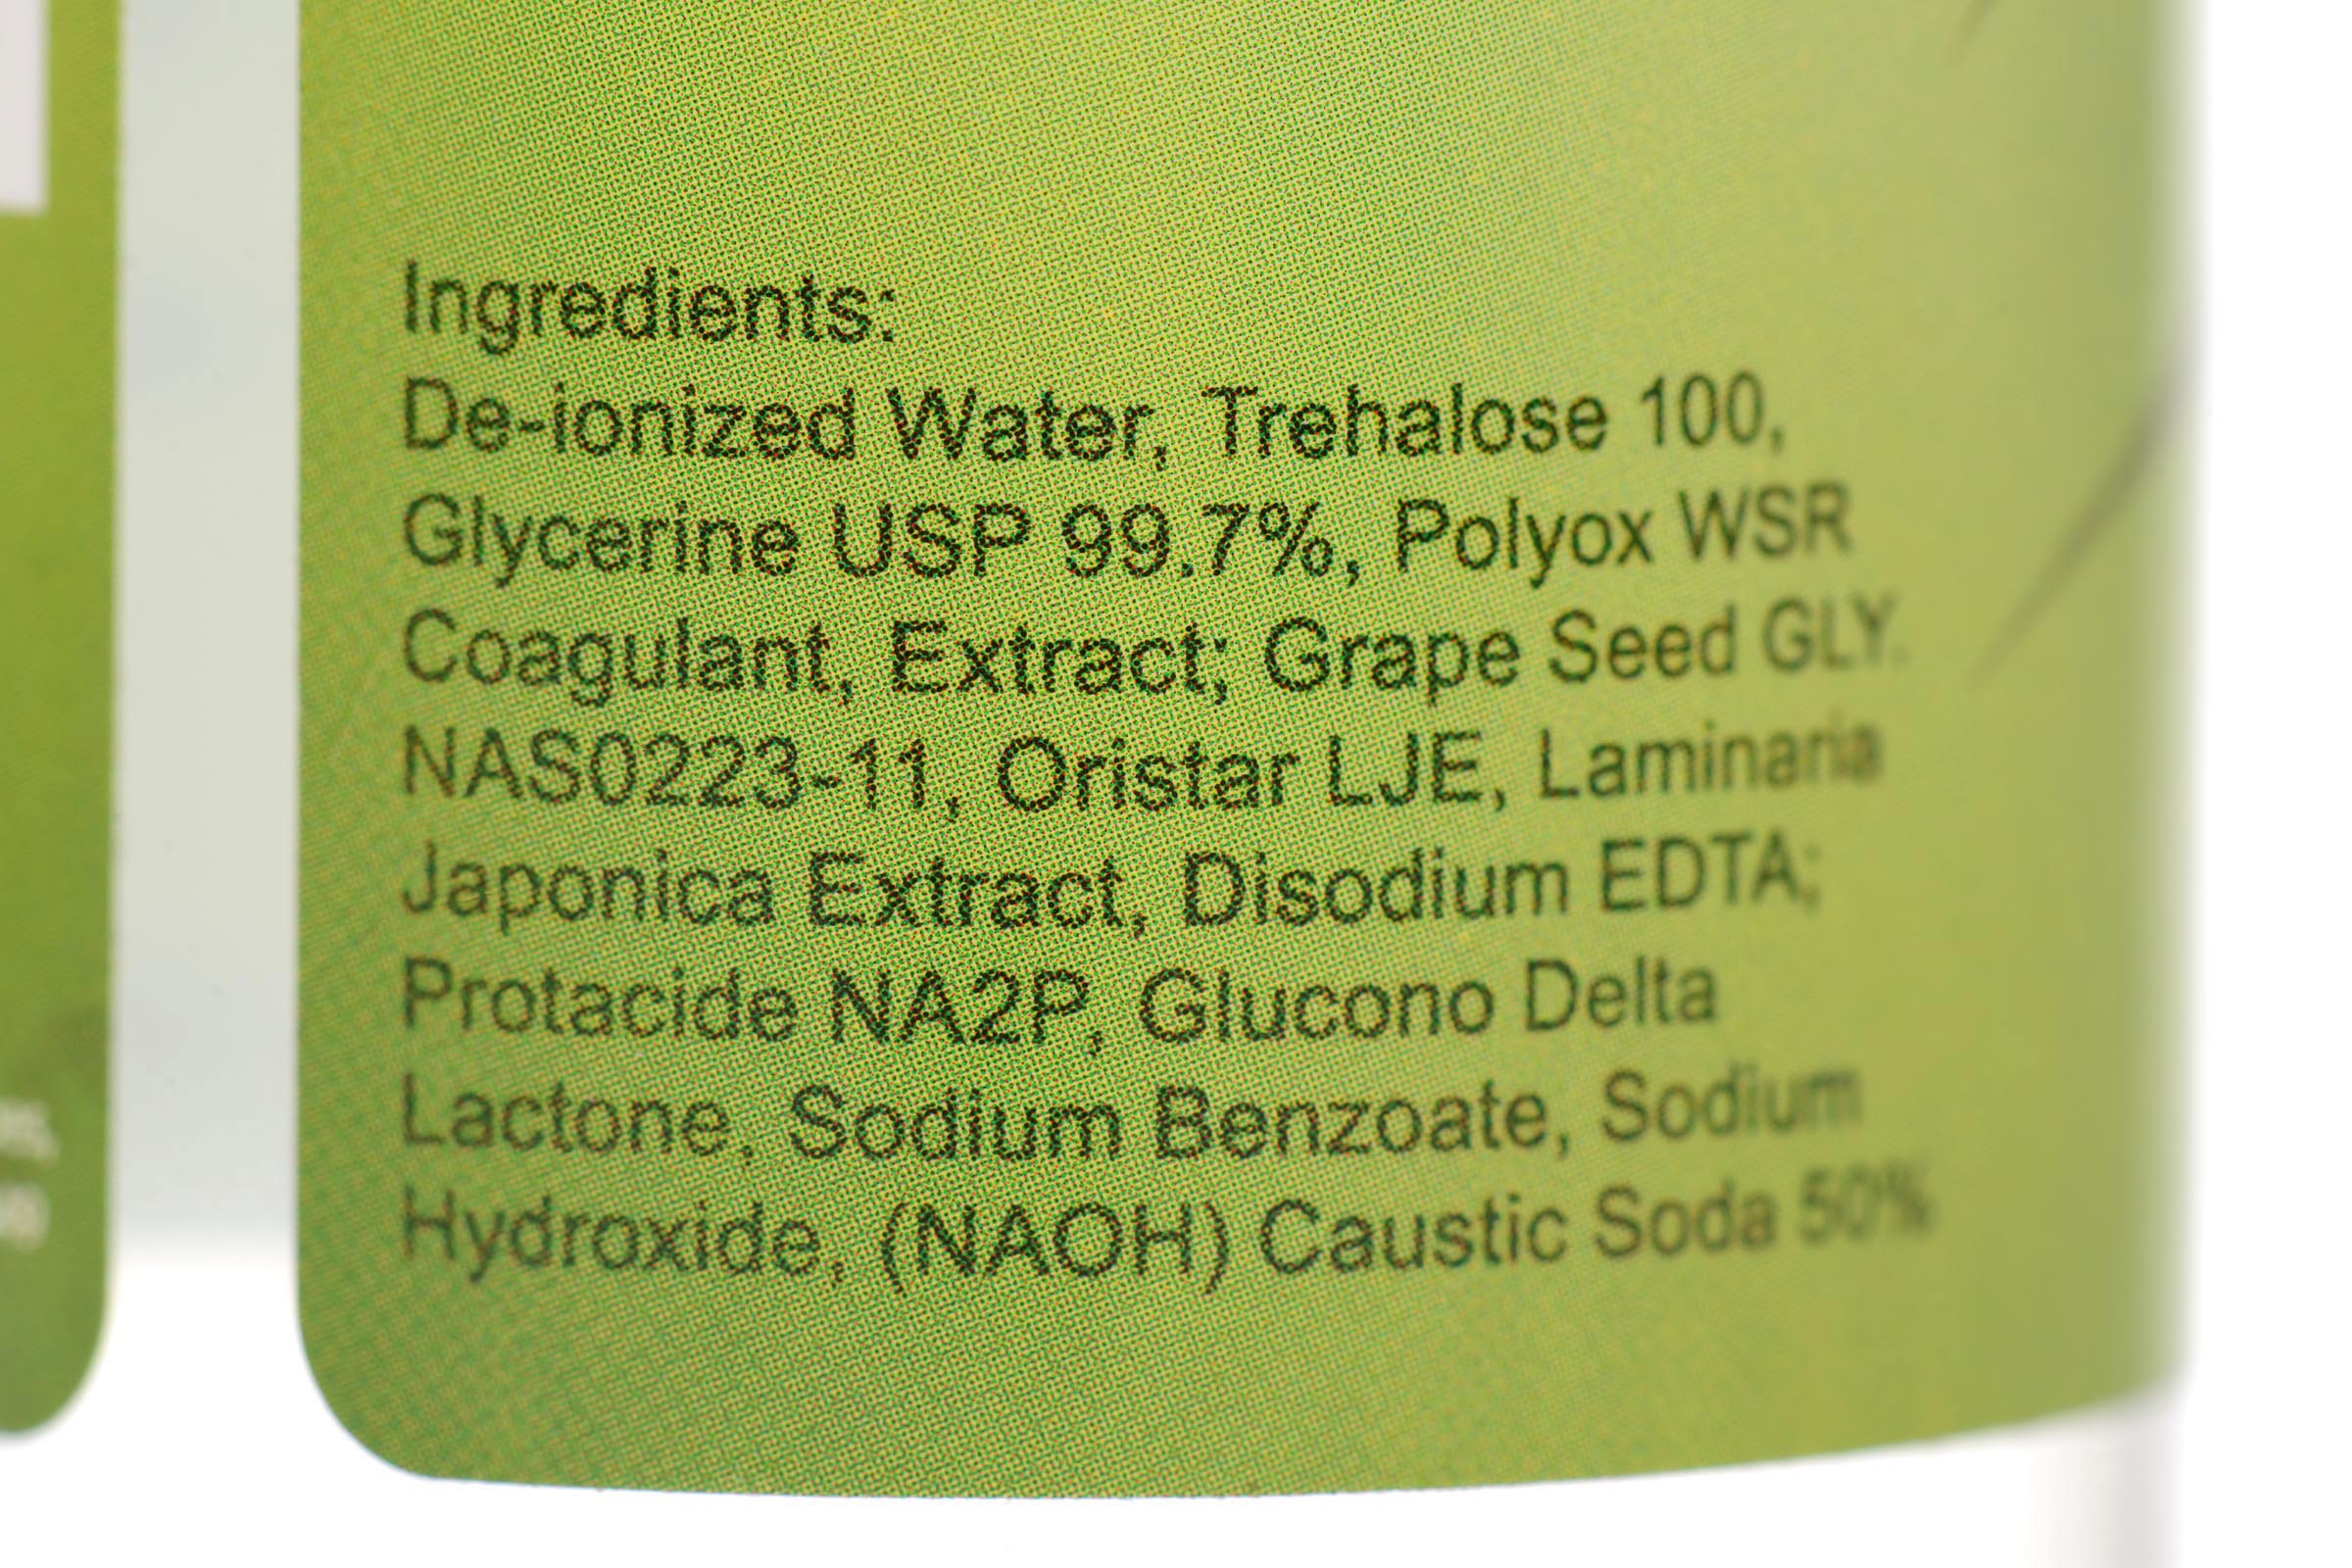 Ingredients:
De-ionized Water, Trehalose 100,
Glycerine USP 99.7%, Polyox WSR
Coagulant, Extract; Grape Seed GLY.
NAS0223-11, Oristar LJE, Laminaria
Japonica Extract, Disodium EDTA;
Protacide NA2P, Glucono Delta
Lactone, Sodium Benzoate, Sodium
Hydroxide, (NAOH) Caustic Soda 50%